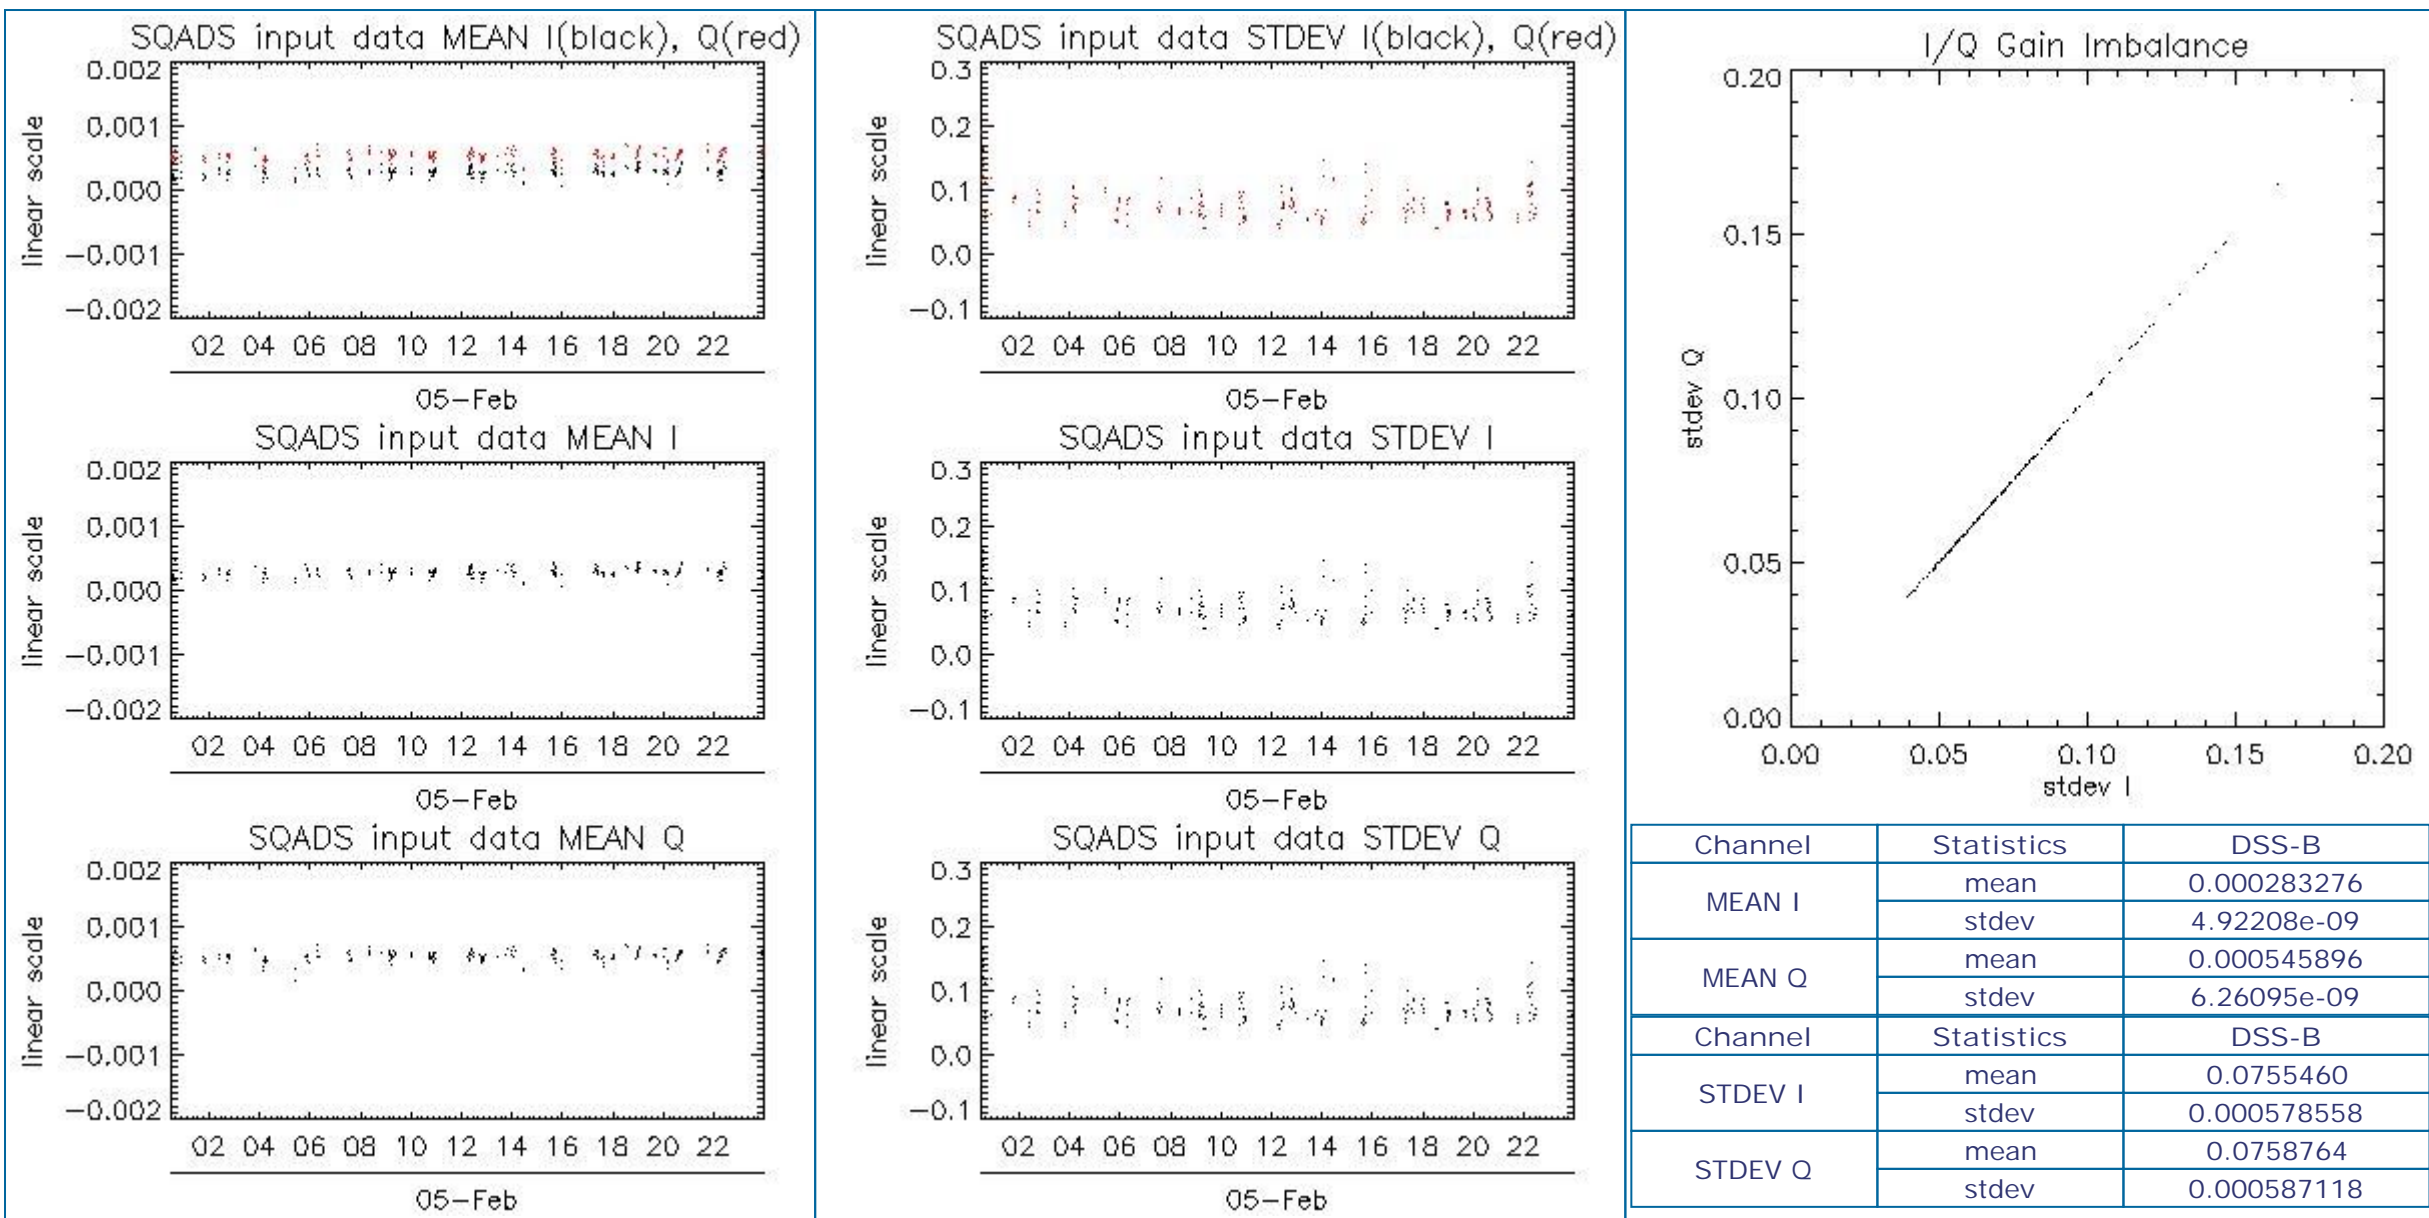 SQADS input data MEAN I(black), Q(red)
0.002
0.001
0.000
-0.001
-0.002
linear scale
02 04 06 08 10 12 14 16 18 20 22
05-Feb
SQADS input data MEAN I
0.002
0.001
0.000
-0.001
-0.002
linear scale
02 04 06 08 10 12 14 16 18 20 22
05-Feb
SQADS input data MEAN Q
0.002
0.001
0.000
-0.001
-0.002
linear scale
02 04 06 08 10 12 14 16 18 20 22
05-Feb
SQADS input data STDEV I(black), Q(red)
0.3
0.2
0.1
0.0
-0.1
linear scale
02 04 06 08 10 12 14 16 18 20 22
05-Feb
SQADS input data STDEV I
0.3
0.2
0.1
0.0
-0.1
linear scale
02 04 06 08 10 12 14 16 18 20 22
05-Feb
SQADS input data STDEV Q
0.3
0.2
0.1
0.0
-0.1
linear scale
02 04 06 08 10 12 14 16 18 20 22
05-Feb
I/Q Gain Imbalance
0.20
0.15
0.10
0.05
0.00
stdev Q
0.00 0.05 0.10 0.15 0.20
stdev I
Channel Statistics DSS-B
MEAN I mean 0.000283276
stdev 4.92208e-09
MEAN Q mean 0.000545896
stdev 6.26095e-09
Channel Statistics DSS-B
STDEV I mean 0.0755460
stdev 0.000578558
STDEV Q mean 0.0758764
stdev 0.000587118